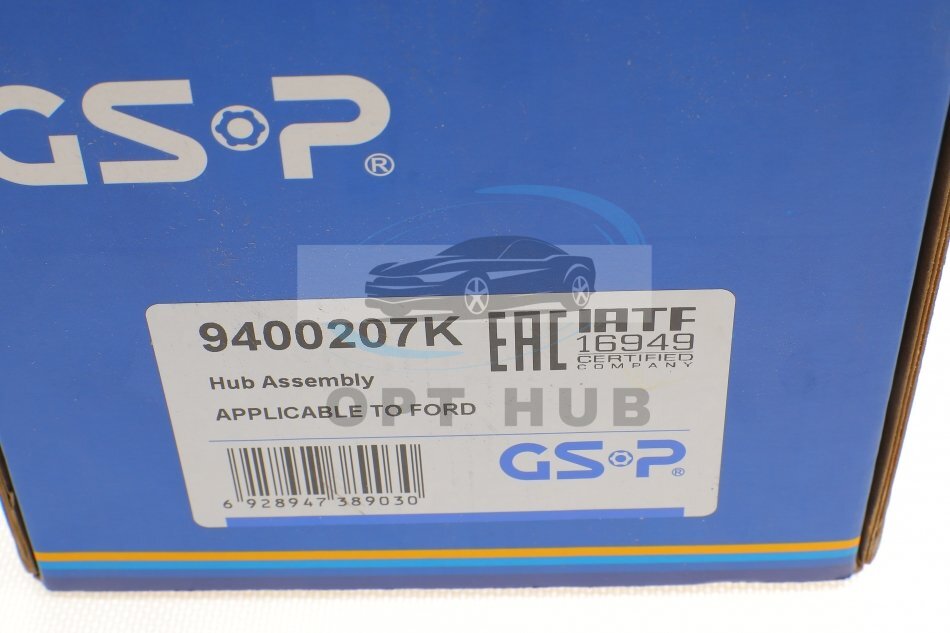 GS P®
9400207K
EAC
IATF
16949
CERTIFIED
COMPANY
Hub Assembly
APPLICABLE TO FORD
OPT HUB
GS P®
6 928947 389030